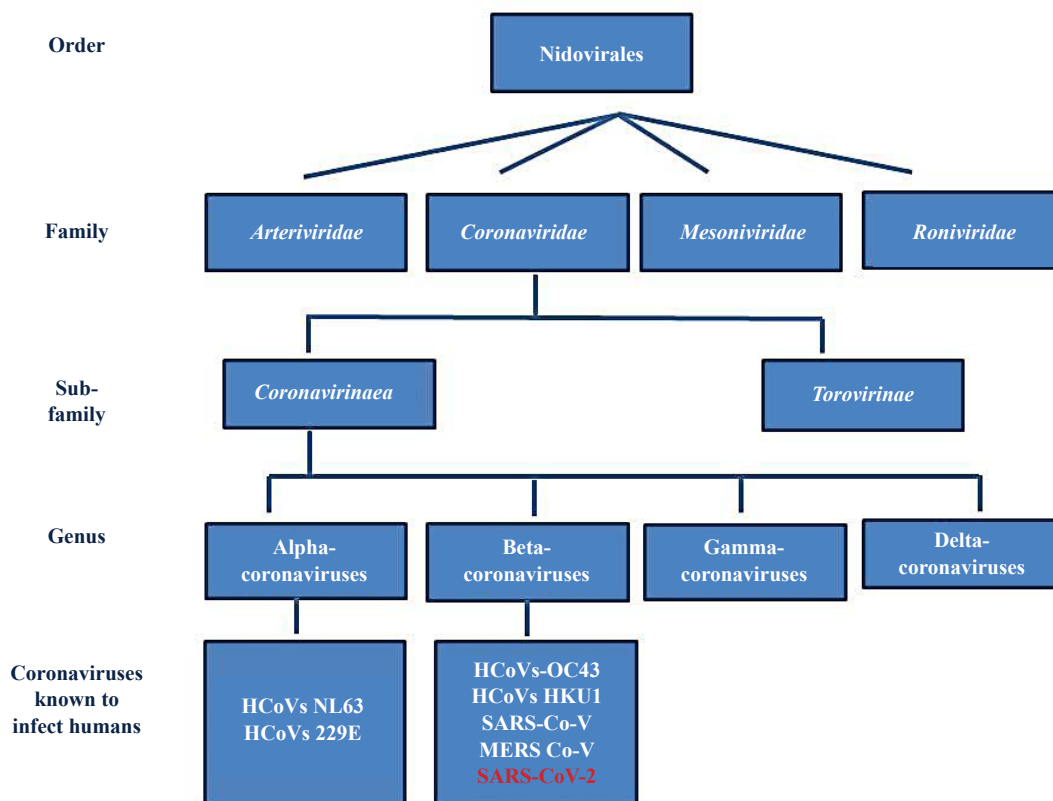 Order
Nidovirales
Family
Arteriviridae
Coronaviridae
Mesoniviridae
Roniviridae
Sub-
family
Coronavirinaea
Torovirinae
Genus
Alpha-
coronaviruses
Beta-
coronaviruses
Gamma-
coronaviruses
Delta-
coronaviruses
Coronaviruses
known to
infect humans
HCoVs NL63
HCoVs 229E
HCoVs-OC43
HCoVs HKU1
SARS-Co-V
MERS Co-V
SARS-CoV-2